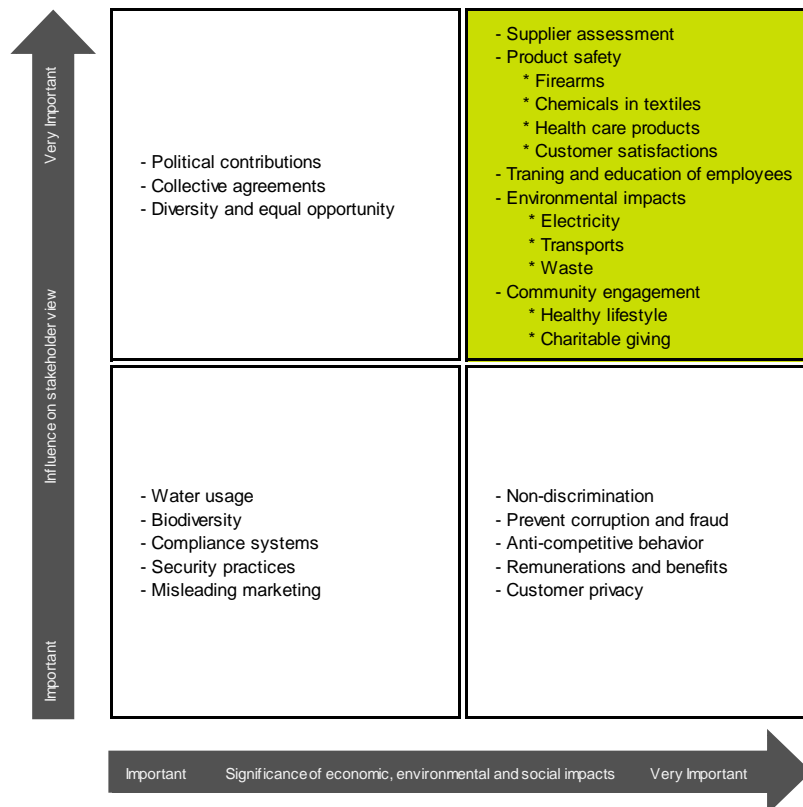 Very Important
Influence on stakeholder view
Important
- Political contributions
- Collective agreements
- Diversity and equal opportunity
- Supplier assessment
- Product safety
* Firearms
* Chemicals in textiles
* Health care products
* Customer satisfactions
- Traning and education of employees
- Environmental impacts
* Electricity
* Transports
* Waste
- Community engagement
* Healthy lifestyle
* Charitable giving
- Water usage
- Biodiversity
- Compliance systems
- Security practices
- Misleading marketing
- Non-discrimination
- Prevent corruption and fraud
- Anti-competitive behavior
- Remunerations and benefits
- Customer privacy
Important Significance of economic, environmental and social impacts Very Important